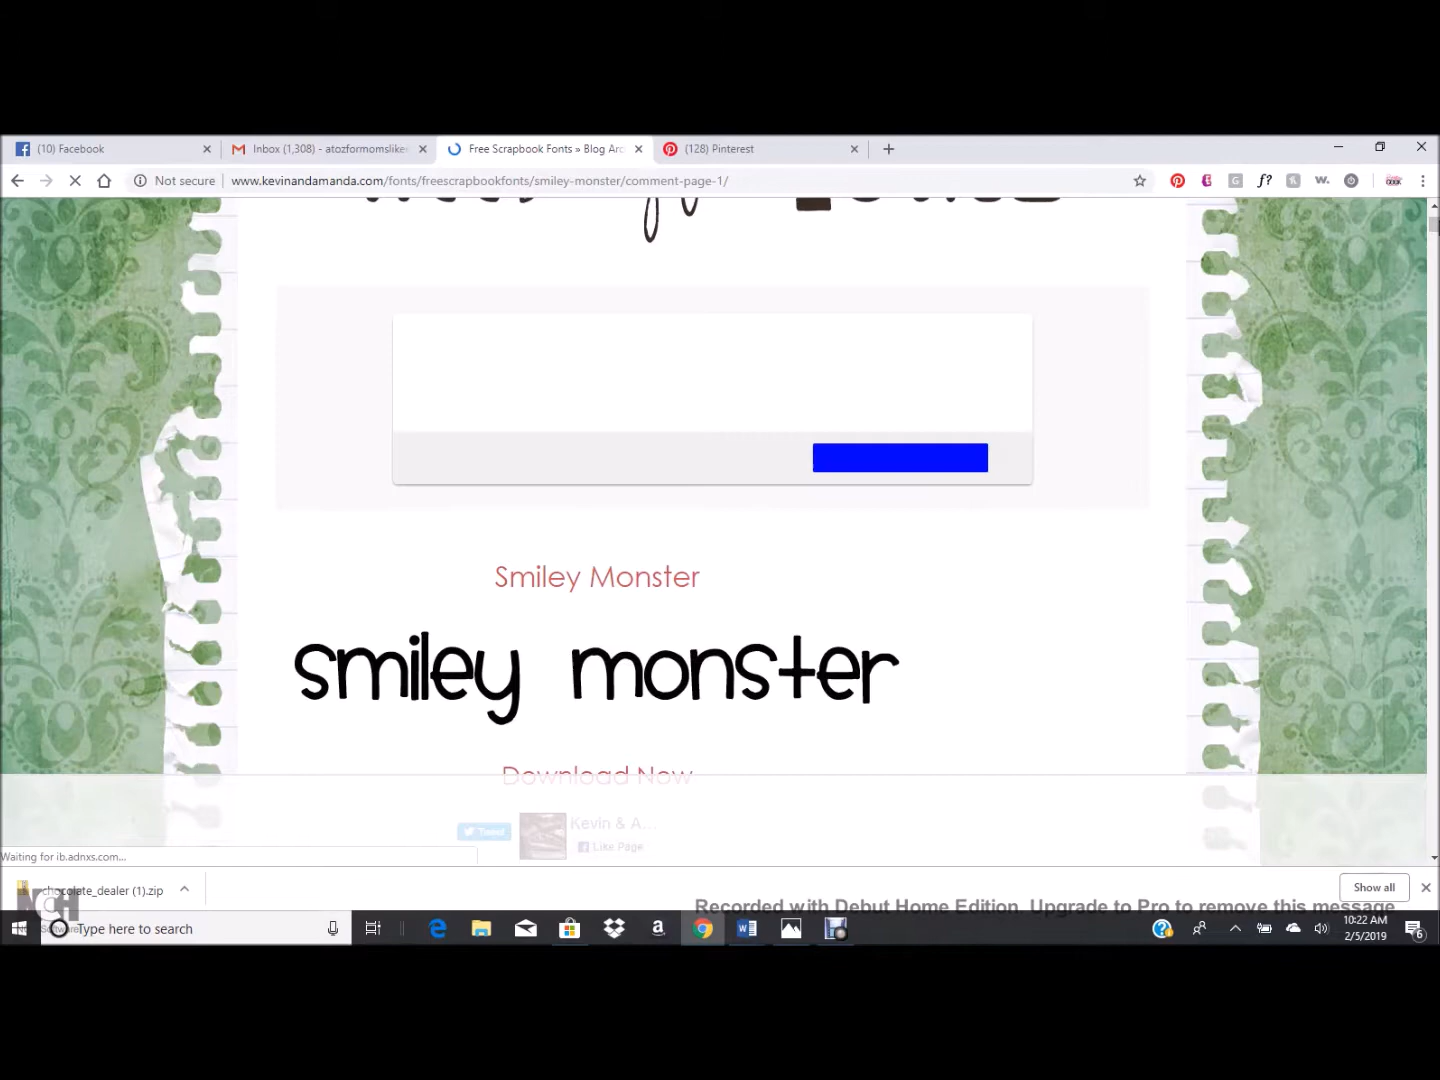 (10) Facebook
Inbox (1,308) - atozformomslike
Free Scrapbook Fonts » Blog Arc
(128) Pinterest
Not secure
www.kevinandamanda.com/fonts/freescrapbookfonts/smiley-monster/comment-page-1/
Smiley Monster
smiley monster
Download Now
Tweet
Kevin & A...
Like Page
Waiting for ib.adnxs.com...
chocolate_dealer (1).zip
Show all
NCH
Recorded with Debut Home Edition. Upgrade to Pro to remove this message
Type here to search
10:22 AM
2/5/2019
6